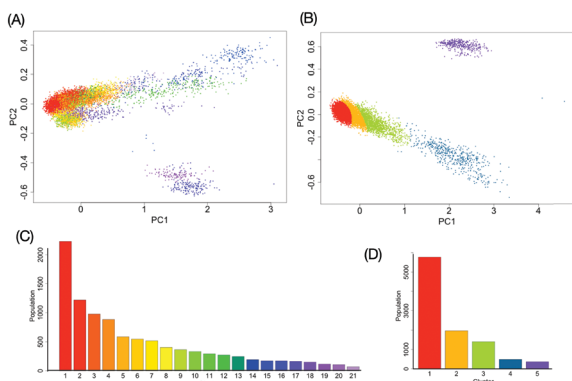 (A)
(B)
0.4
0.2
0.0
-0.2
-0.4
-0.6
PC2
0 1 2 3
PC1
0.6
0.4
0.2
0.0
-0.2
-0.6
PC2
0 1 2 3 4
PC1
(C)
2000
1500
1000
500
0
Population
1 2 3 4 5 6 7 8 9 10 11 12 13 14 15 16 17 18 19 20 21
(D)
5000
3000
1000
0
Population
1 2 3 4 5
Cluster